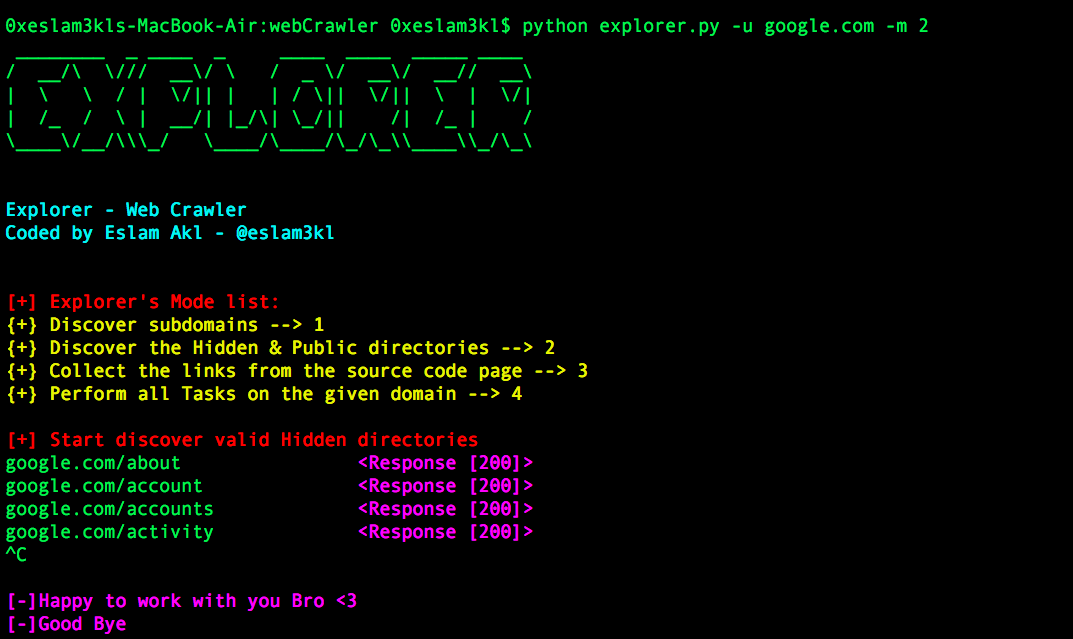 0xeslam3kls-MacBook-Air:webCrawler 0xeslam3kl$ python explorer.py -u google.com -m 2
EXPLORER
Explorer - Web Crawler
Coded by Eslam Akl - @eslam3kl
[+] Explorer's Mode list:
{+} Discover subdomains --> 1
{+} Discover the Hidden & Public directories --> 2
{+} Collect the links from the source code page --> 3
{+} Perform all Tasks on the given domain --> 4
[+] Start discover valid Hidden directories
google.com/about <Response [200]>
google.com/account <Response [200]>
google.com/accounts <Response [200]>
google.com/activity <Response [200]>
^C
[-]Happy to work with you Bro <3
[-]Good Bye